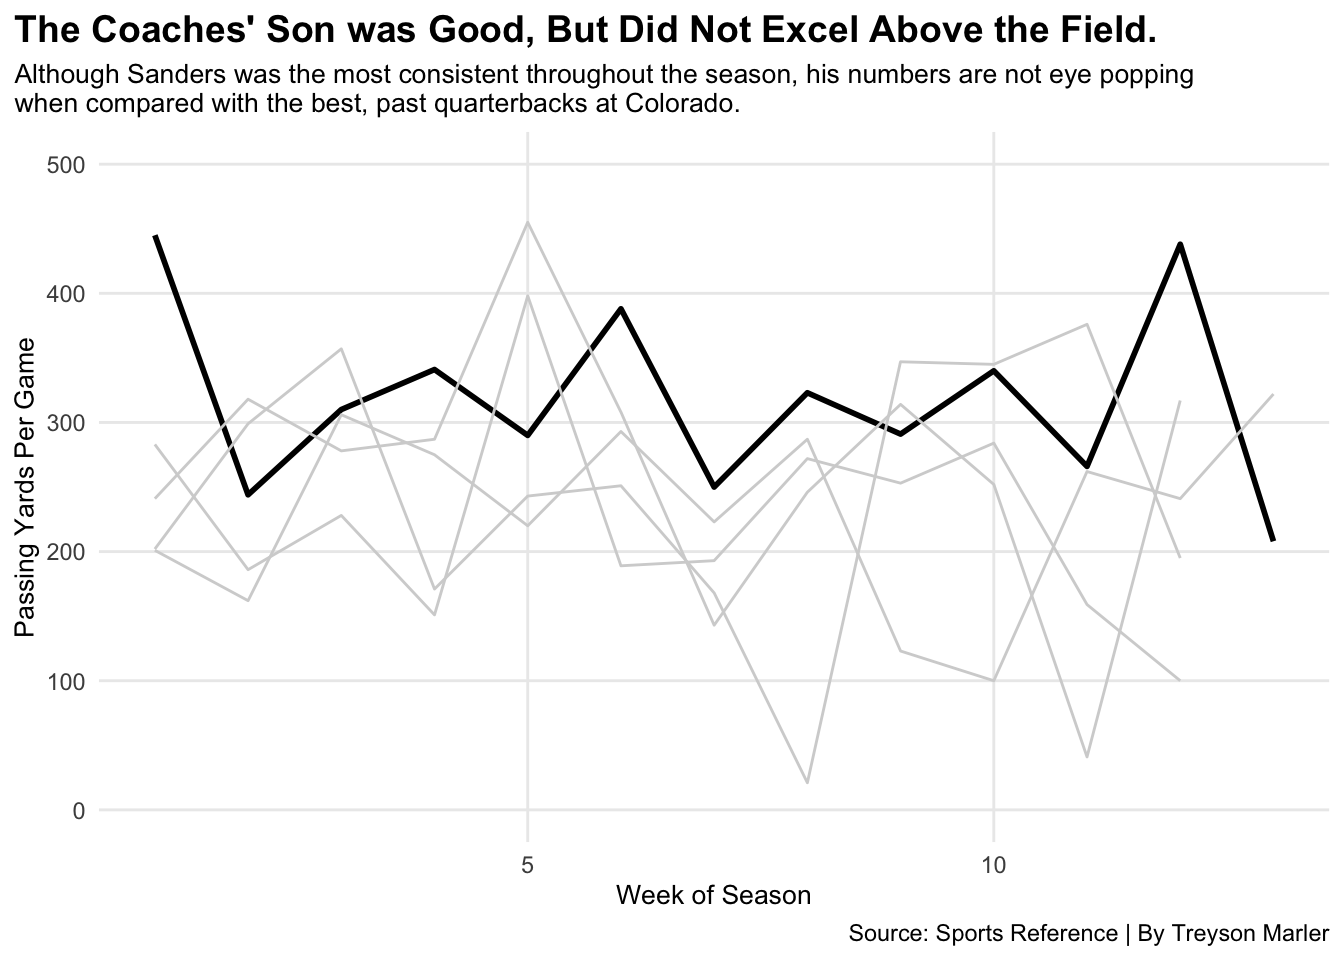 The Coaches' Son was Good, But Did Not Excel Above the Field.
Although Sanders was the most consistent throughout the season, his numbers are not eye popping
when compared with the best, past quarterbacks at Colorado.
500
400
300
200
100
0
Passing Yards Per Game
5
10
Week of Season
Source: Sports Reference | By Treyson Marler